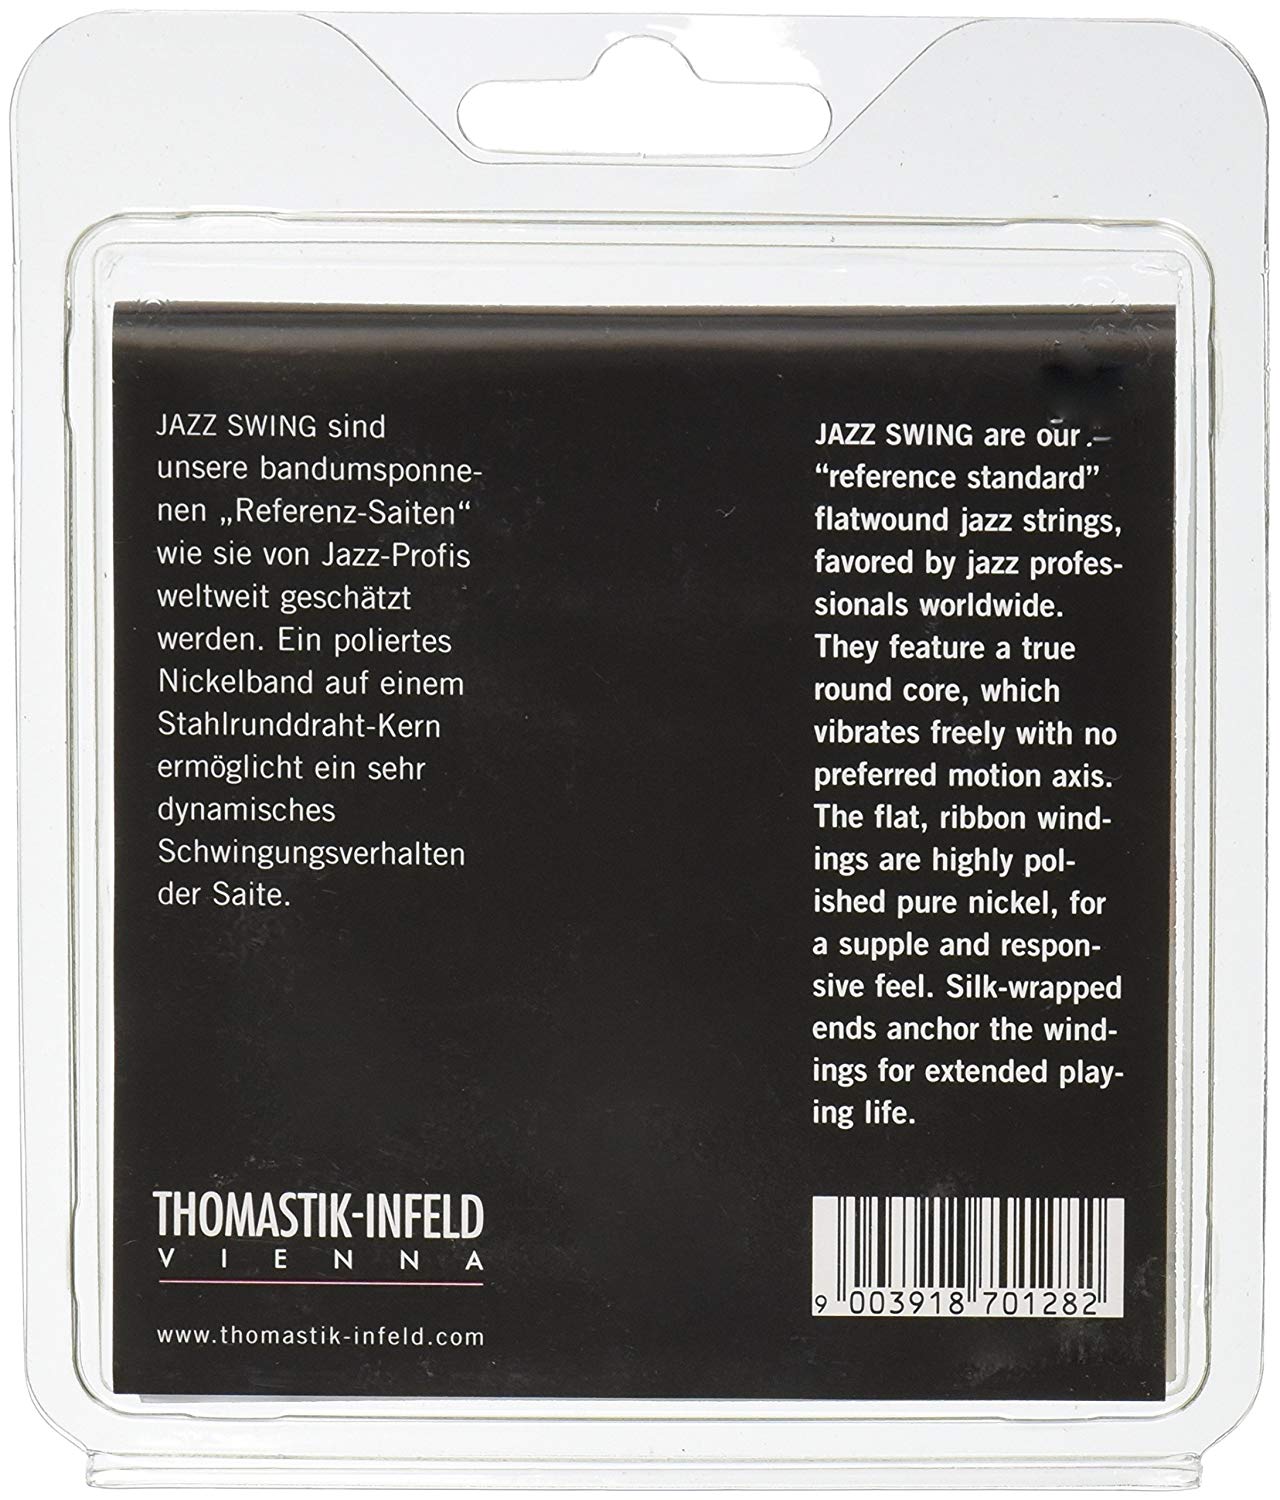 JAZZ SWING sind
unsere bandumsponne-
nen „Referenz-Saiten“
wie sie von Jazz-Profis
weltweit geschätzt
werden. Ein poliertes
Nickelband auf einem
Stahlrunddraht-Kern
ermöglicht ein sehr
dynamisches
Schwingungsverhalten
der Saite.
JAZZ SWING are our
“reference standard”
flatwound jazz strings,
favored by jazz profes-
sionals worldwide.
They feature a true
round core, which
vibrates freely with no
preferred motion axis.
The flat, ribbon wind-
ings are highly pol-
ished pure nickel, for
a supple and respon-
sive feel. Silk-wrapped
ends anchor the wind-
ings for extended play-
ing life.
THOMASTIK-INFELD
VIENNA
www.thomastik-infeld.com
9 003918 701282